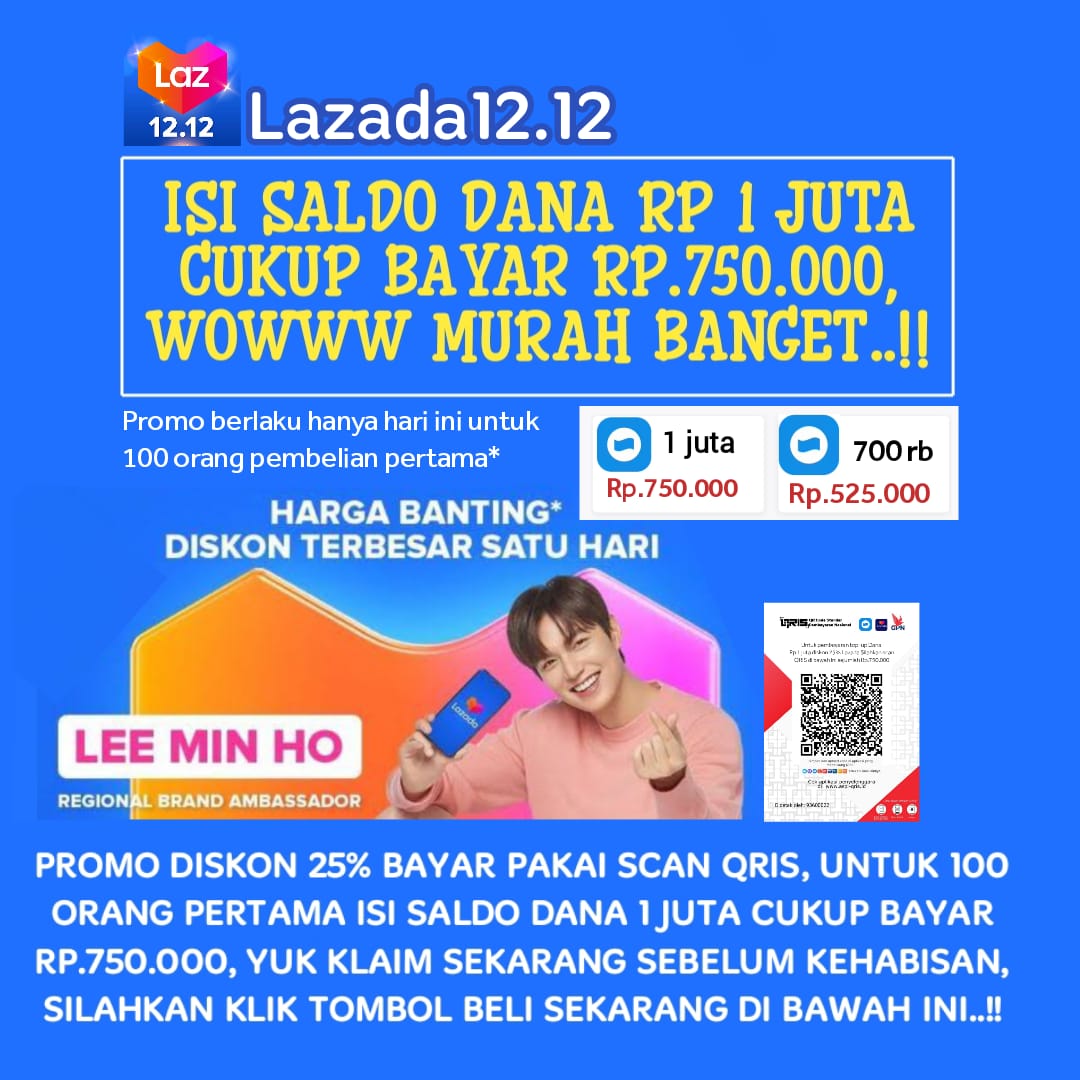 Laz
12.12
Lazada12.12
ISI SALDO DANA RP 1 JUTA
CUKUP BAYAR RP.750.000,
WOWWW MURAH BANGET..!!
Promo berlaku hanya hari ini untuk
100 orang pembelian pertama*
1 juta
Rp.750.000
700 rb
Rp.525.000
HARGA BANTING*
DISKON TERBESAR SATU HARI
Lazada
LEE MIN HO
REGIONAL BRAND AMBASSADOR
QRIS
GPN
PROMO DISKON 25% BAYAR PAKAI SCAN QRIS, UNTUK 100
ORANG PERTAMA ISI SALDO DANA 1 JUTA CUKUP BAYAR
RP.750.000, YUK KLAIM SEKARANG SEBELUM KEHABISAN,
SILAHKAN KLIK TOMBOL BELI SEKARANG DI BAWAH INI..!!